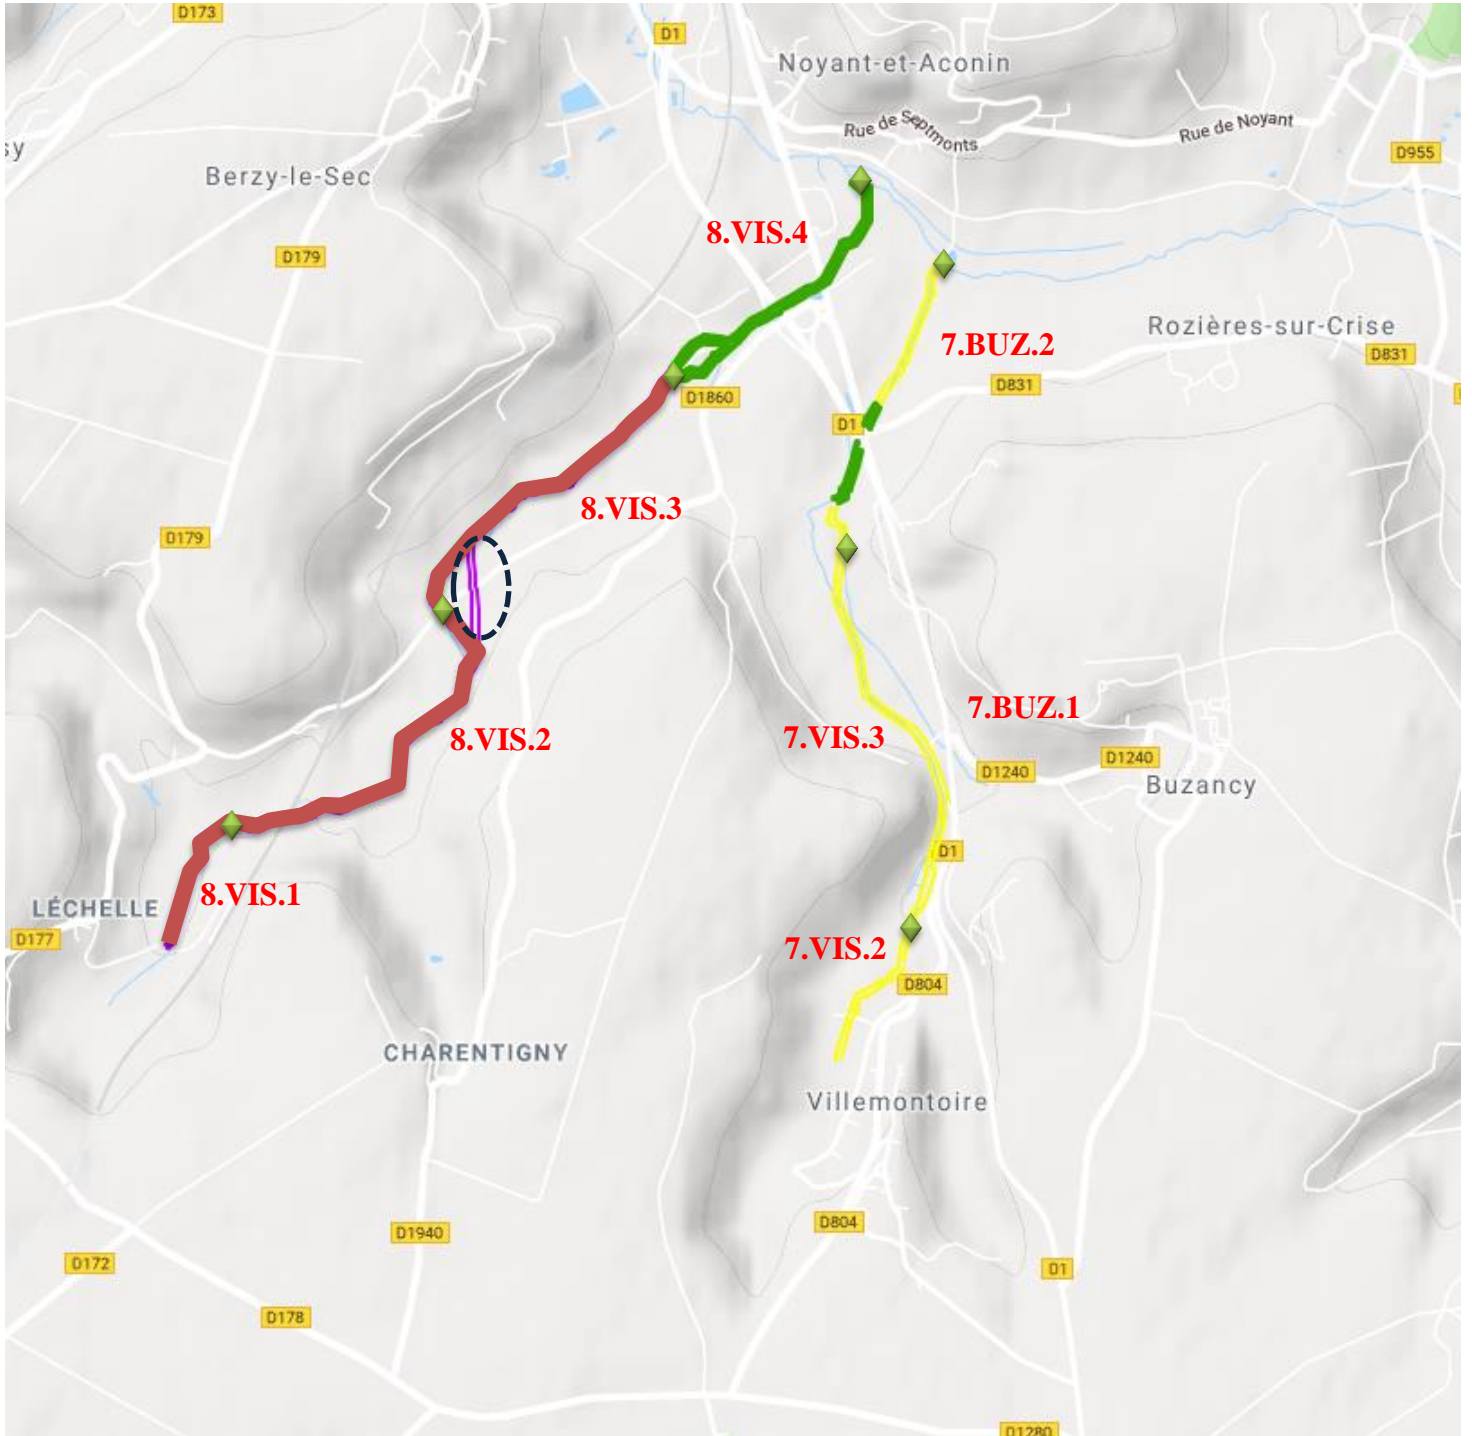 D173
D1
Noyant-et-Aconin
Rue de Septmonts
Rue de Noyant
sy
D955
Berzy-le-Sec
8.VIS.4
D179
Rozières-sur-Crise
7.BUZ.2
D831
D831
D1860
D1
8.VIS.3
D179
7.BUZ.1
8.VIS.2
7.VIS.3
D1240
D1240
Buzancy
D1
8.VIS.1
LÉCHELLE
D177
7.VIS.2
D804
CHARENTIGNY
Villemontoire
D804
D1940
D172
D1
D178
D1280